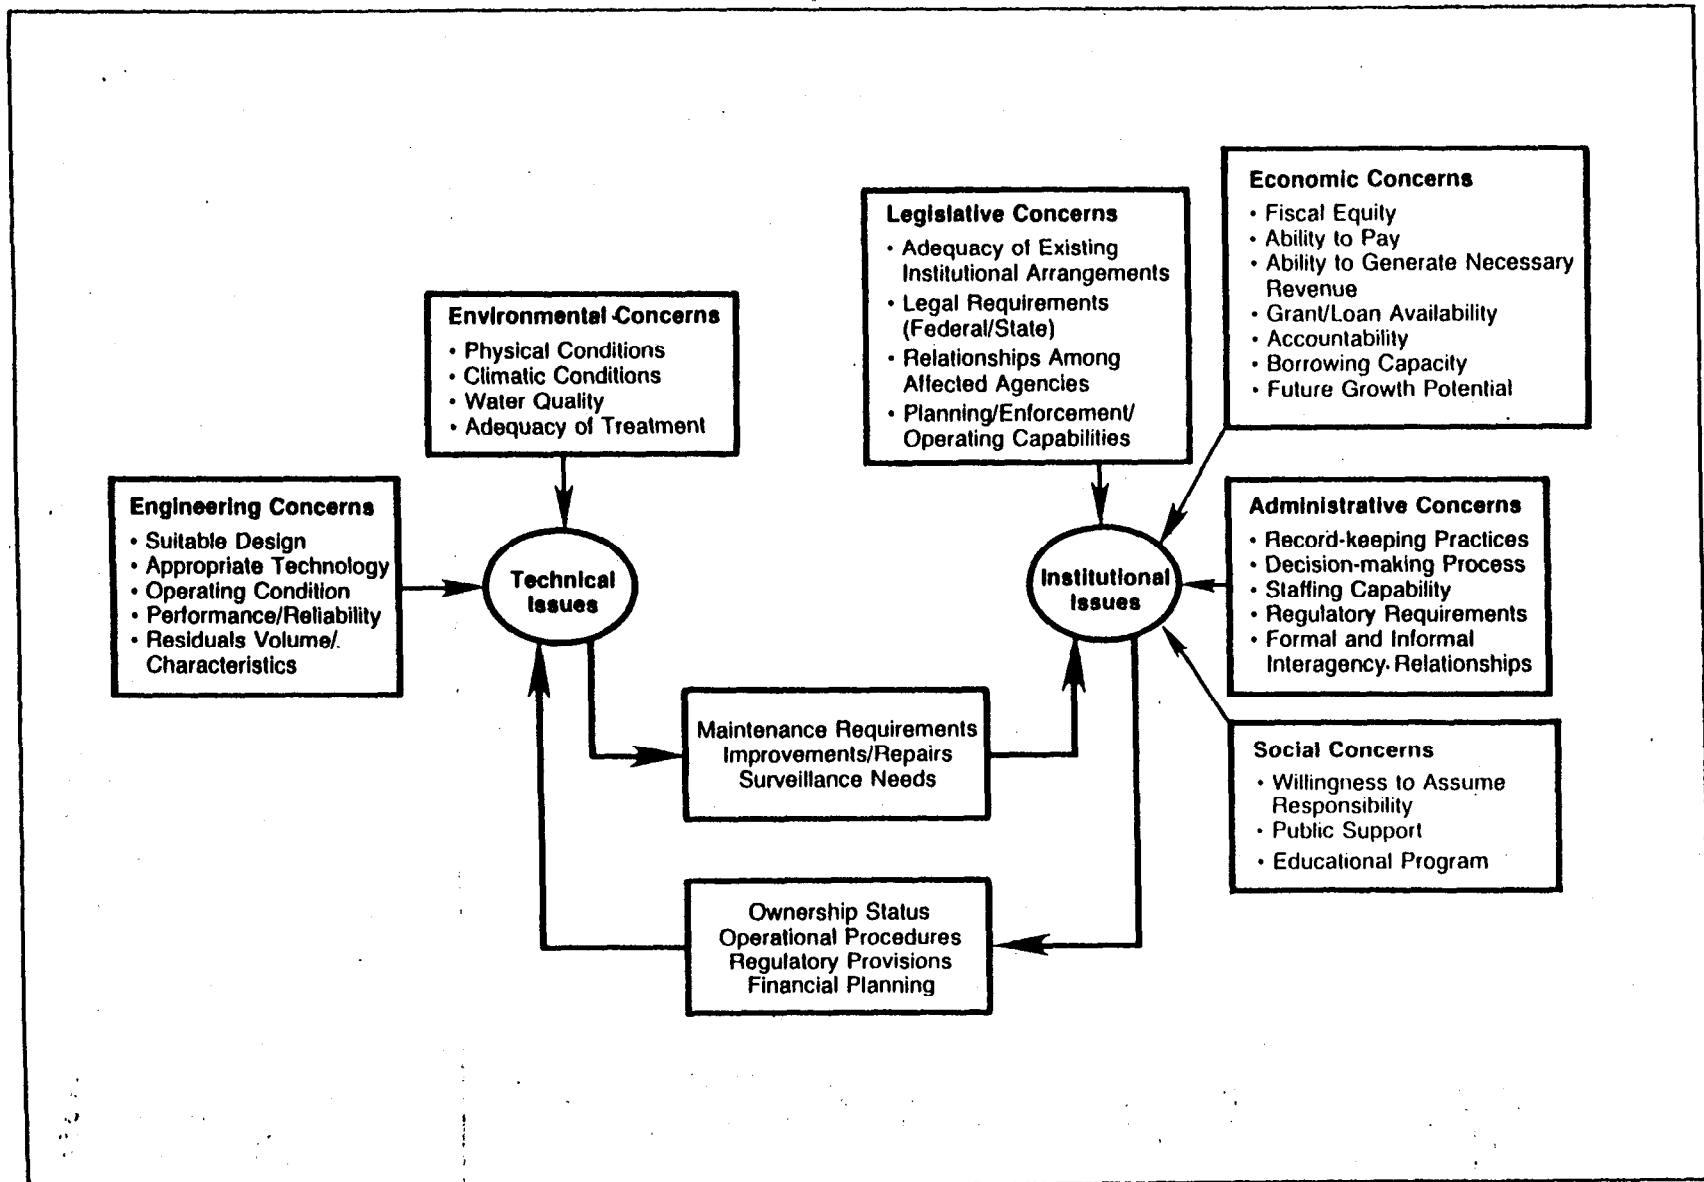 Environmental Concerns
• Physical Conditions
• Climatic Conditions
• Water Quality
• Adequacy of Treatment
Engineering Concerns
• Suitable Design
• Appropriate Technology
• Operating Condition
• Performance/Reliability
• Residuals Volume/
Characteristics
Technical
Issues
Legislative Concerns
• Adequacy of Existing
Institutional Arrangements
• Legal Requirements
(Federal/State)
• Relationships Among
Affected Agencies
• Planning/Enforcement/
Operating Capabilities
Economic Concerns
• Fiscal Equity
• Ability to Pay
• Ability to Generate Necessary
Revenue
• Grant/Loan Availability
• Accountability
• Borrowing Capacity
• Future Growth Potential
Institutional
Issues
Administrative Concerns
• Record-keeping Practices
• Decision-making Process
• Staffing Capability
• Regulatory Requirements
• Formal and Informal
Interagency Relationships
Social Concerns
• Willingness to Assume
Responsibility
• Public Support
• Educational Program
Maintenance Requirements
Improvements/Repairs
Surveillance Needs
Ownership Status
Operational Procedures
Regulatory Provisions
Financial Planning